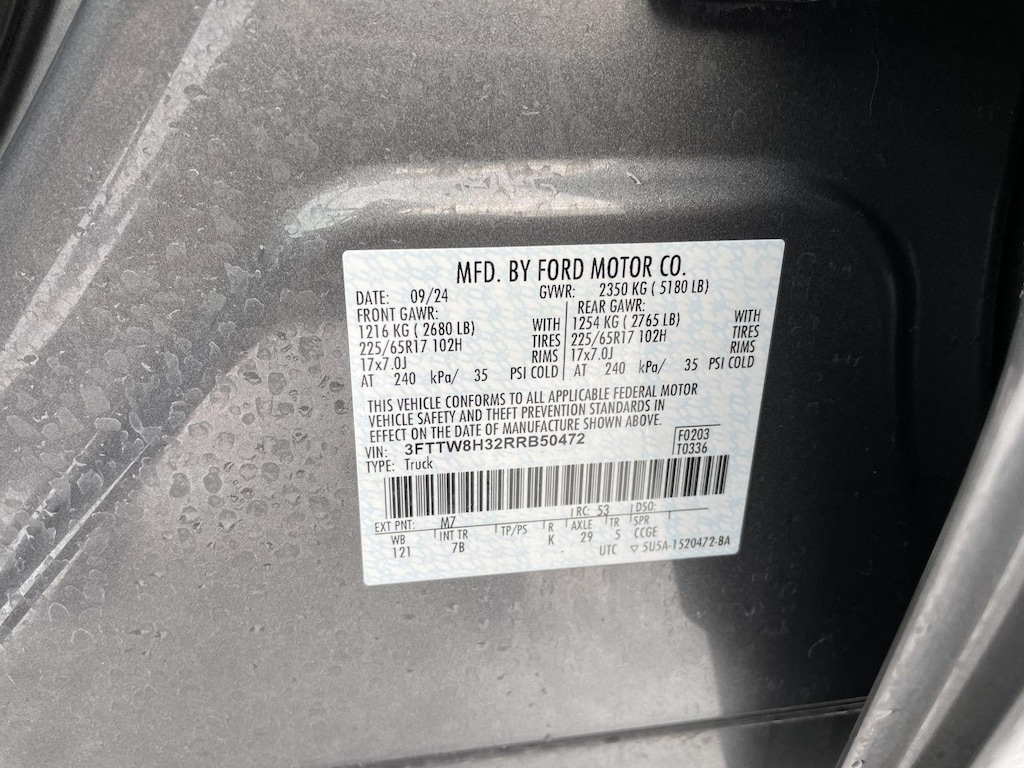 MFD. BY FORD MOTOR CO.
DATE: 09/24 GVWR: 2350 KG ( 5180 LB)
FRONT GAWR: REAR GAWR:
1216 KG ( 2680 LB) WITH 1254 KG ( 2765 LB) WITH
225/65R17 102H TIRES 225/65R17 102H TIRES
17x7.0J RIMS 17x7.0J RIMS
AT 240 kPa/ 35 PSI COLD AT 240 kPa/ 35 PSI COLD
THIS VEHICLE CONFORMS TO ALL APPLICABLE FEDERAL MOTOR
VEHICLE SAFETY AND THEFT PREVENTION STANDARDS IN
EFFECT ON THE DATE OF MANUFACTURE SHOWN ABOVE.
VIN: 3FTTW8H32RRB50472 F0203
TYPE: Truck T0336
EXT PNT: M7 RC: 53 DSO:
WB INT TR TP/PS R AXLE TR SPR
121 7B K 29 5 CCGE
UTC ▽ 5U5A-1520472-BA